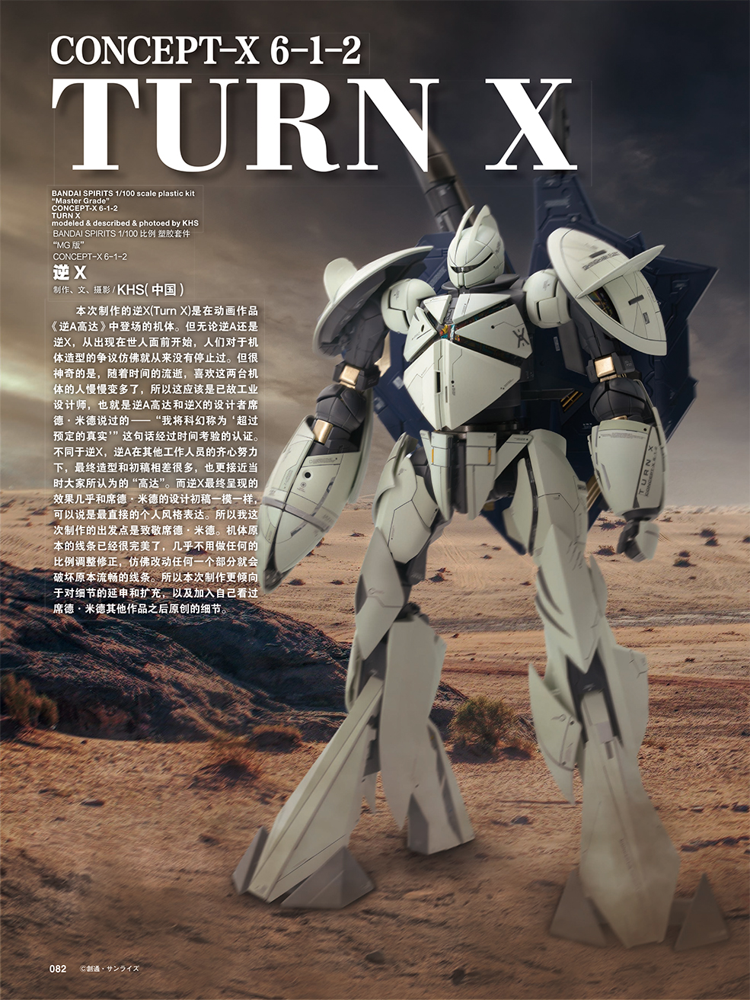 CONCEPT-X 6-1-2
TURN X
BANDAI SPIRITS 1/100 scale plastic kit
"Master Grade"
CONCEPT-X 6-1-2
TURN X
modeled & described & photoed by KHS
BANDAI SPIRITS 1/100 比例 塑胶套件
“MG 版”
CONCEPT-X 6-1-2
逆 X
制作、文、摄影 / KHS( 中国 )
本次制作的逆X(Turn X)是在动画作品
《逆A高达》中登场的机体。但无论逆A还是
逆X，从出现在世人面前开始，人们对于机
体造型的争议仿佛就从来没有停止过。但很
神奇的是，随着时间的流逝，喜欢这两台机
体的人慢慢变多了，所以这应该是已故工业
设计师，也就是逆A高达和逆X的设计者席
德·米德说过的——“我将科幻称为‘超过
预定的真实’”这句话经过时间考验的认证。
不同于逆X，逆A在其他工作人员的齐心努力
下，最终造型和初稿相差很多，也更接近当
时大家所认为的“高达”。而逆X最终呈现的
效果几乎和席德·米德的设计初稿一模一样，
可以说是最直接的个人风格表达。所以我这
次制作的出发点是致敬席德·米德。机体原
本的线条已经很完美了，几乎不用做任何的
比例调整修正，仿佛改动任何一个部分就会
破坏原本流畅的线条。所以本次制作更倾向
于对细节的延申和扩充，以及加入自己看过
席德·米德其他作品之后原创的细节。
TURN X
082
©創通・サンライズ